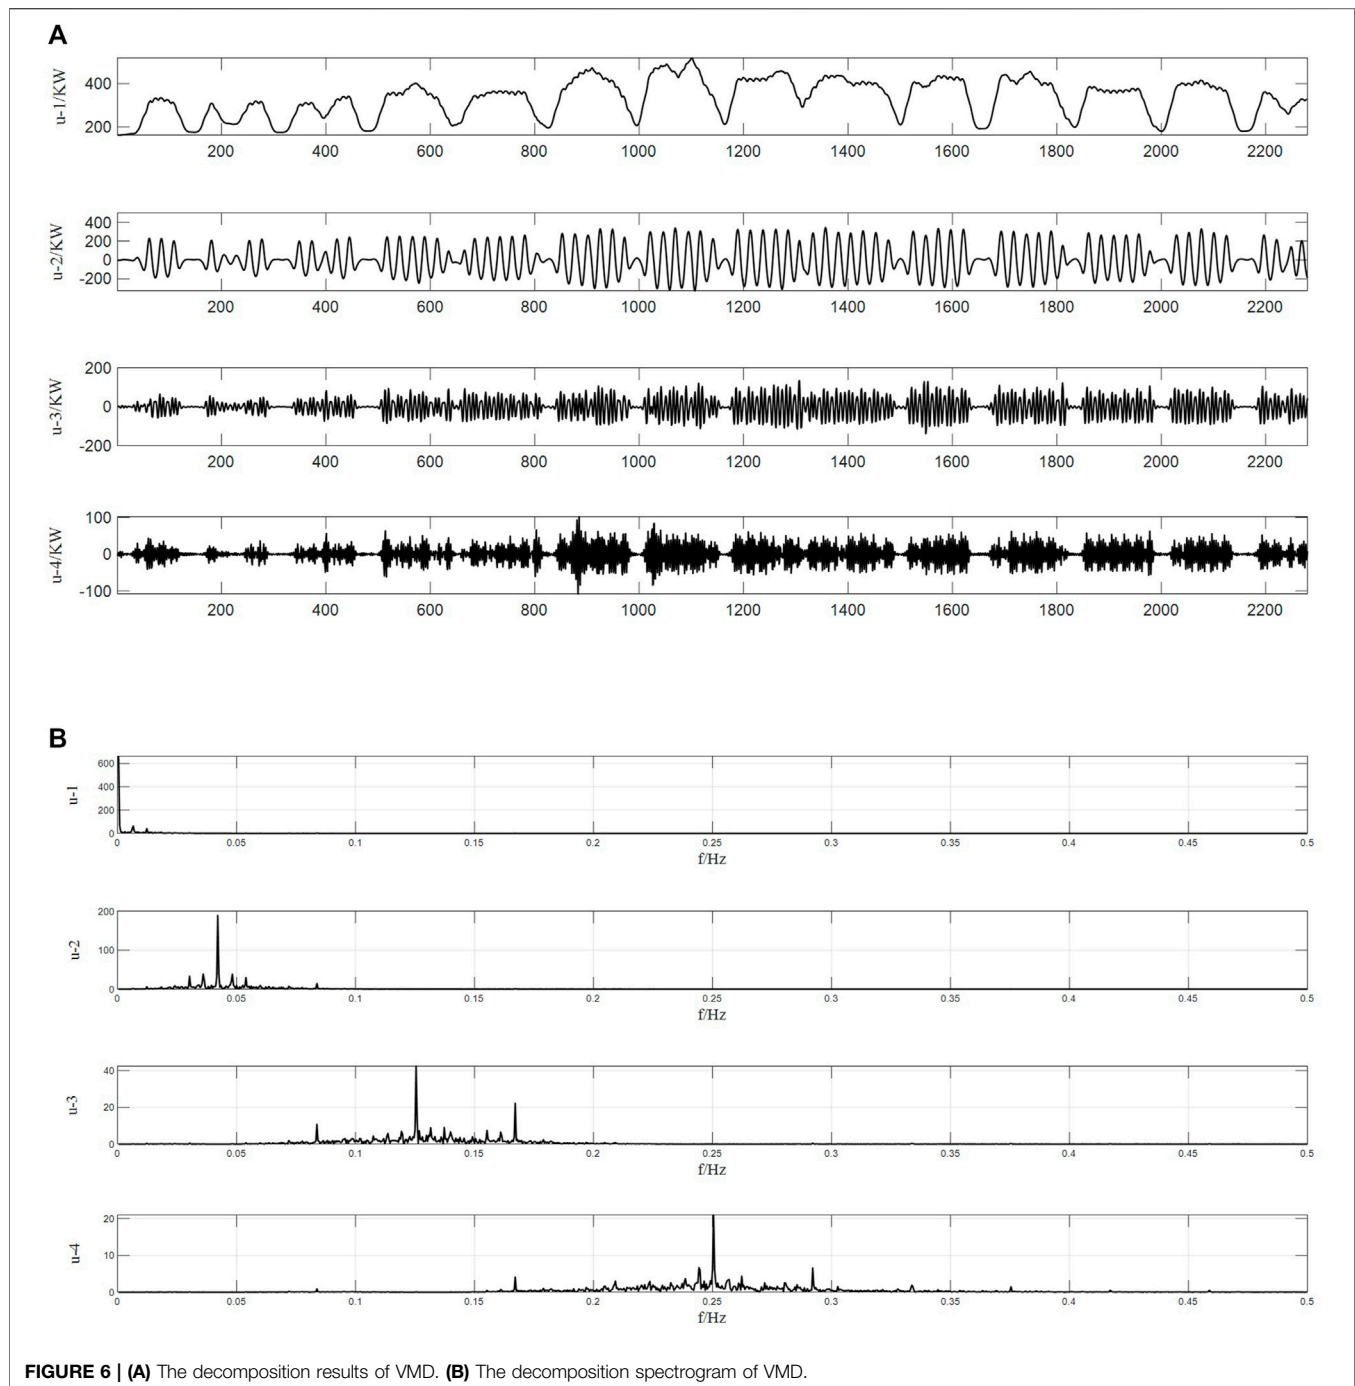 A
u-1/KW
400
200
200 400 600 800 1000 1200 1400 1600 1800 2000 2200
u-2/KW
400
200
0
-200
200 400 600 800 1000 1200 1400 1600 1800 2000 2200
u-3/KW
200
0
-200
200 400 600 800 1000 1200 1400 1600 1800 2000 2200
u-4/KW
100
0
-100
200 400 600 800 1000 1200 1400 1600 1800 2000 2200
B
u-1
600
400
200
0
0 0.05 0.1 0.15 0.2 0.25 0.3 0.35 0.4 0.45 0.5
f/Hz
u-2
200
100
0
0 0.05 0.1 0.15 0.2 0.25 0.3 0.35 0.4 0.45 0.5
f/Hz
u-3
40
20
0
0 0.05 0.1 0.15 0.2 0.25 0.3 0.35 0.4 0.45 0.5
f/Hz
u-4
20
10
0
0 0.05 0.1 0.15 0.2 0.25 0.3 0.35 0.4 0.45 0.5
f/Hz
FIGURE 6 | (A) The decomposition results of VMD. (B) The decomposition spectrogram of VMD.